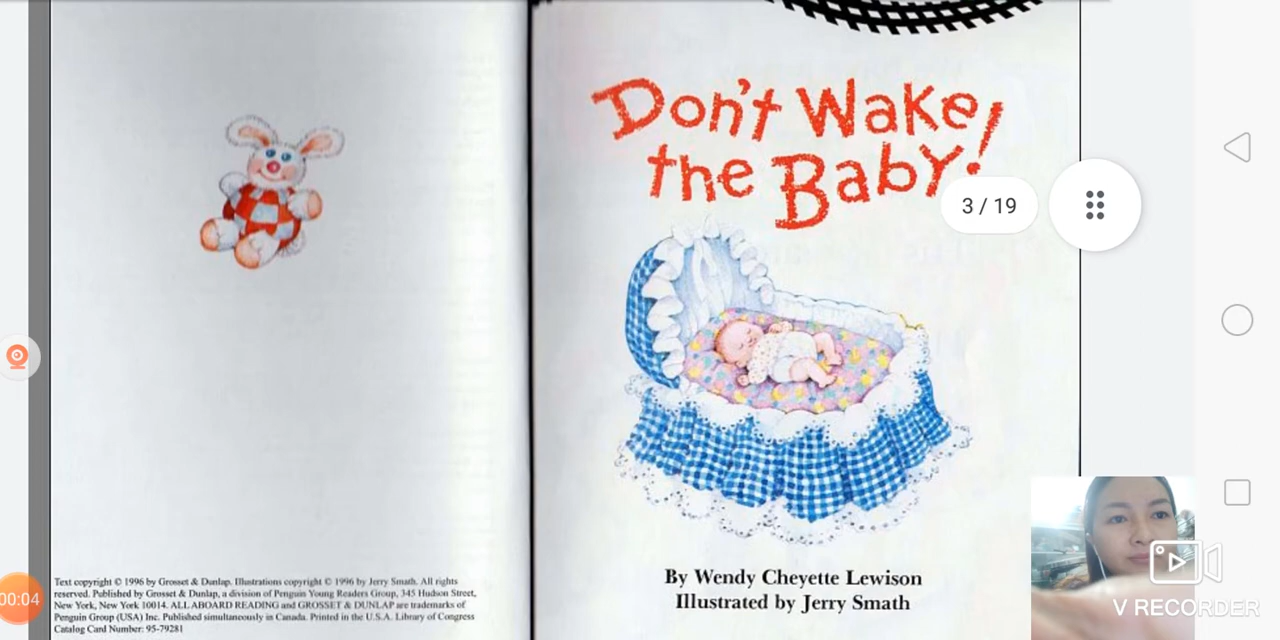 Don't Wake
the Baby!
3 / 19
By Wendy Cheyette Lewison
Illustrated by Jerry Smath
Text copyright © 1996 by Grosset & Dunlap. Illustrations copyright © 1996 by Jerry Smath. All rights
reserved. Published by Grosset & Dunlap, a division of Penguin Young Readers Group, 345 Hudson Street,
New York, New York 10014. ALL ABOARD READING and GROSSET & DUNLAP are trademarks of
Penguin Group (USA) Inc. Published simultaneously in Canada. Printed in the U.S.A. Library of Congress
Catalog Card Number: 95-79281
00:04
V RECORDER